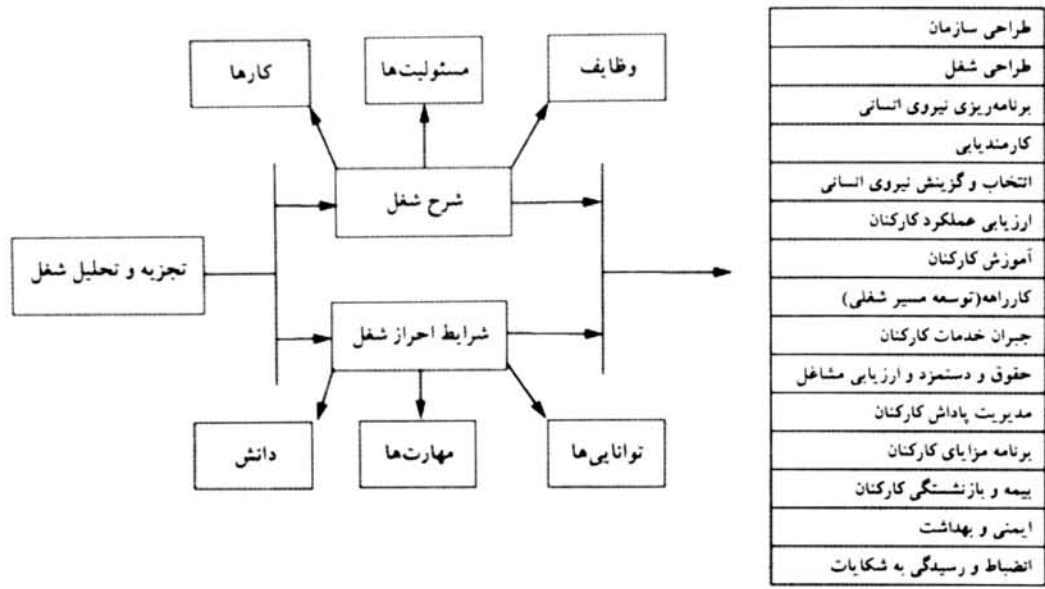 وظایف
مسئولیت‌ها
کارها
شرح شغل
تجزیه و تحلیل شغل
شرایط احراز شغل
توانایی‌ها
مهارت‌ها
دانش
طراحی سازمان
طراحی شغل
برنامه‌ریزی نیروی انسانی
کارمندیابی
انتخاب و گزینش نیروی انسانی
ارزیابی عملکرد کارکنان
آموزش کارکنان
کارراهه(توسعه مسیر شغلی)
جبران خدمات کارکنان
حقوق و دستمزد و ارزیابی مشاغل
مدیریت پاداش کارکنان
برنامه مزایای کارکنان
بیمه و بازنشستگی کارکنان
ایمنی و بهداشت
انضباط و رسیدگی به شکایات